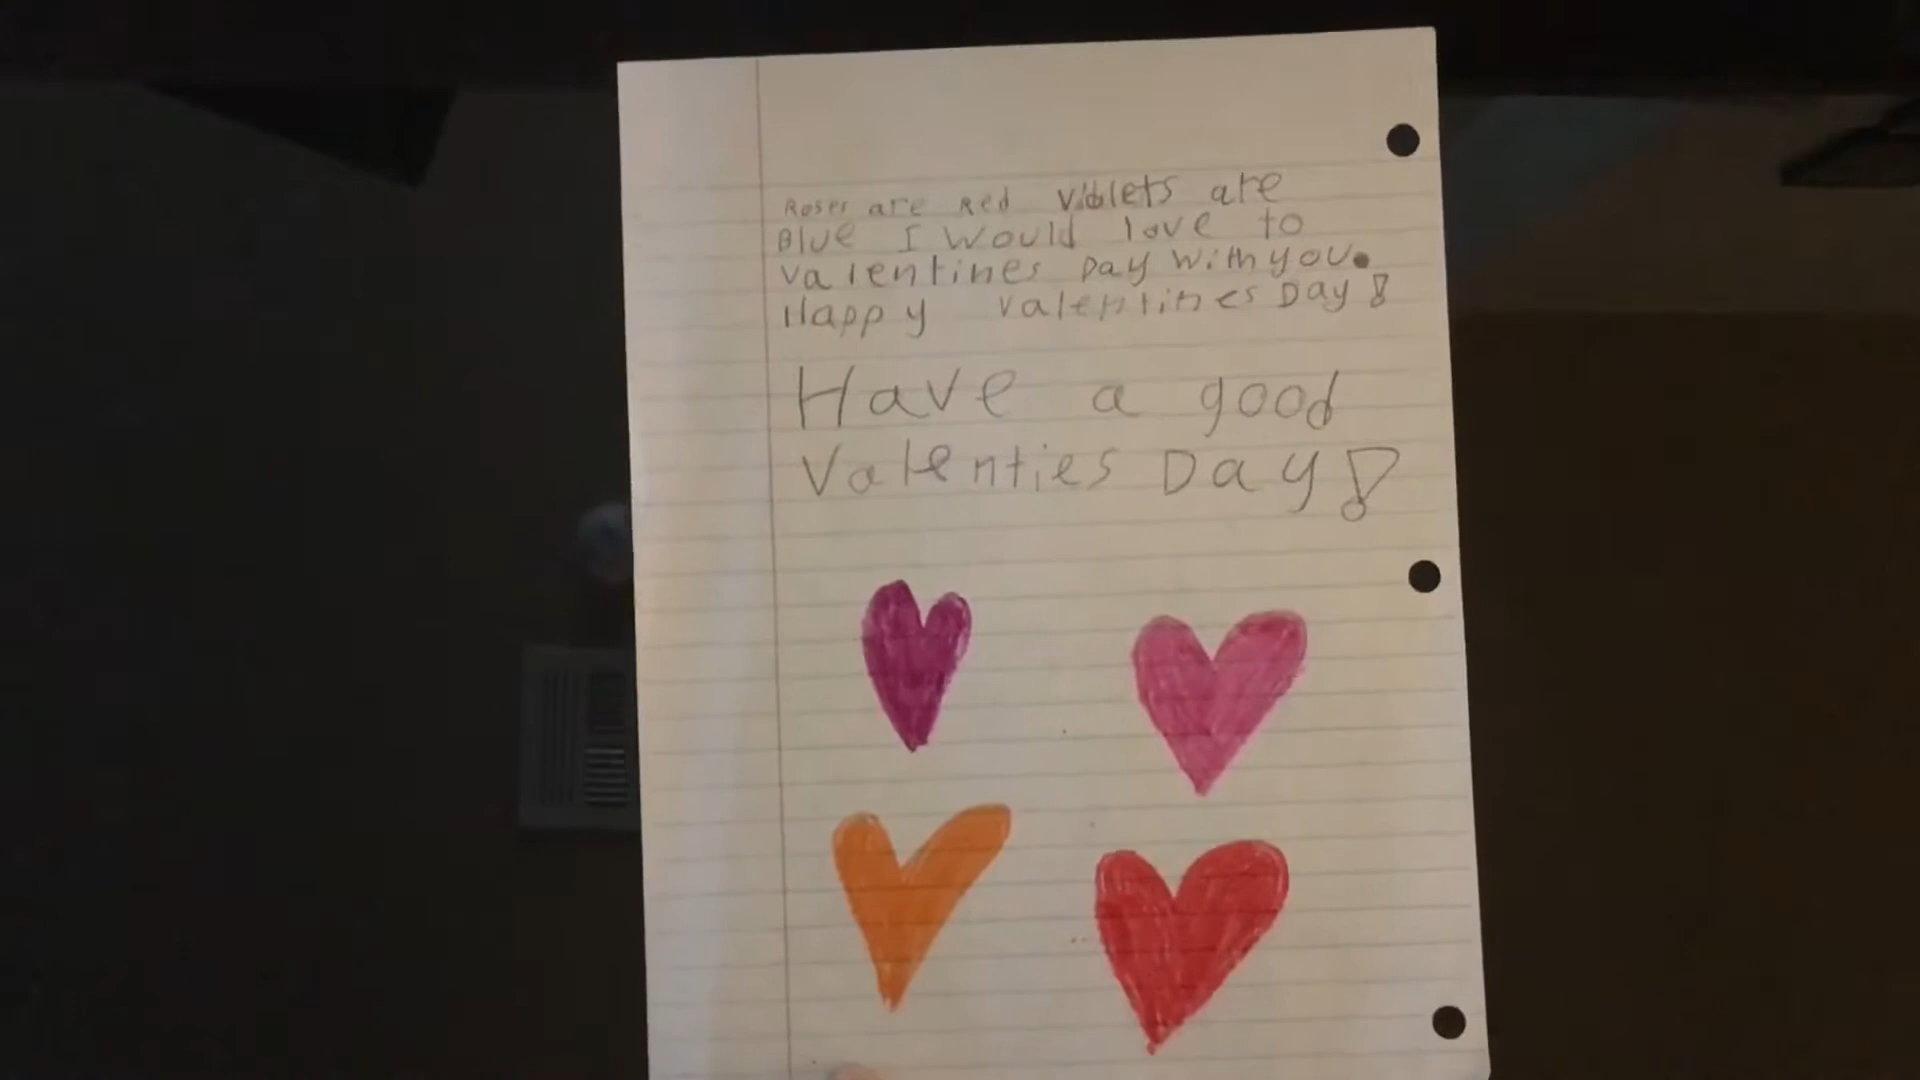 Roses are Red Violets are
Blue I would love to
valentines Day with you.
Happy valentines Day!
Have a good
Valenties Day!